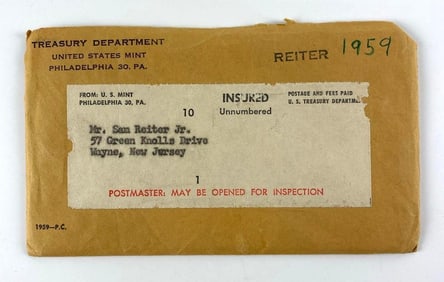 TREASURY DEPARTMENT
UNITED STATES MINT
PHILADELPHIA 30, PA.
REITER 1959
FROM: U. S. MINT
PHILADELPHIA 30, PA.
10
INSURED
Unnumbered
POSTAGE AND FEES PAID
U. S. TREASURY DEPARTM
Mr. Sam Reiter Jr.
57 Green Knolls Drive
Wayne, New Jersey
1
POSTMASTER: MAY BE OPENED FOR INSPECTION
1959—P.C.